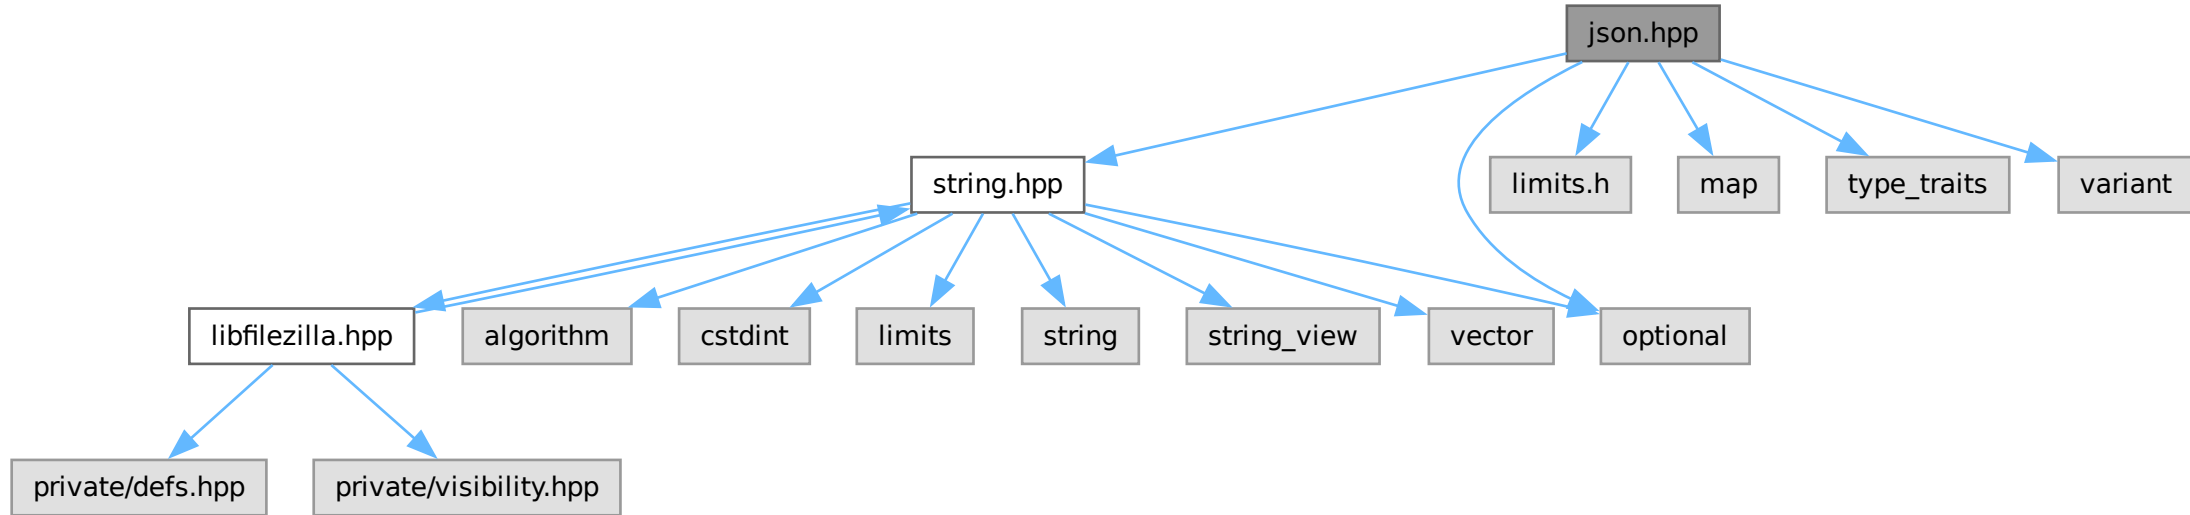 json.hpp
string.hpp
limits.h
map
type_traits
variant
libfilezilla.hpp
algorithm
cstdint
limits
string
string_view
vector
optional
private/defs.hpp
private/visibility.hpp